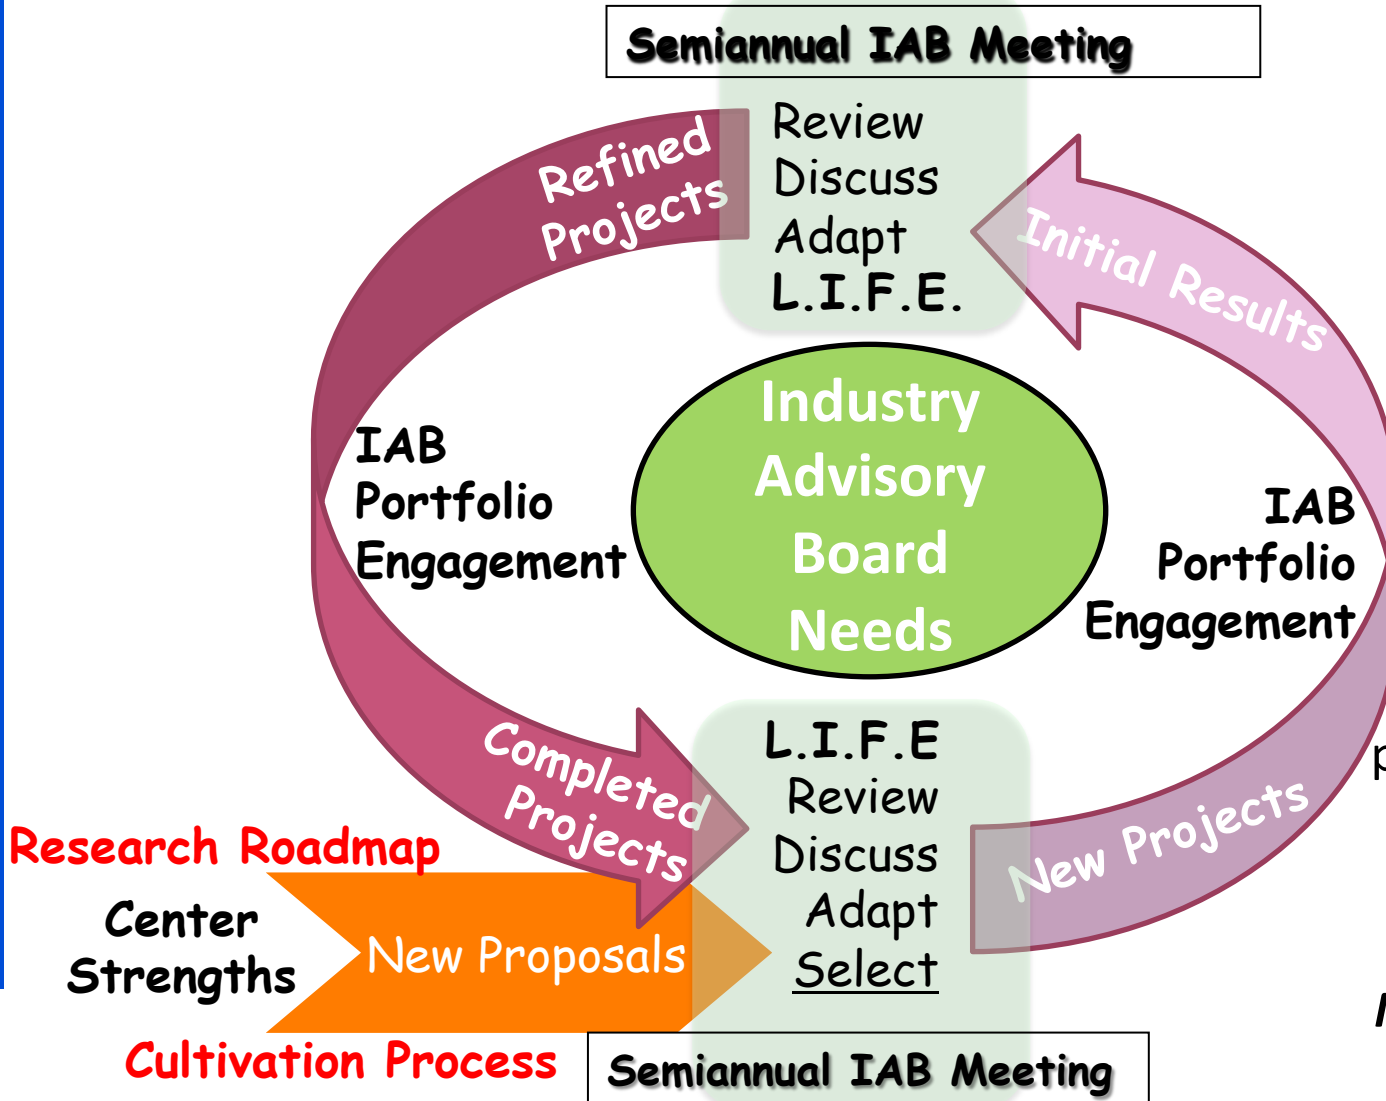 Semiannual IAB Meeting
Review
Discuss
Adapt
L.I.F.E.
Refined
Projects
Initial Results
Industry
Advisory
Board
Needs
IAB
Portfolio
Engagement
IAB
Portfolio
Engagement
Completed
Projects
L.I.F.E
Review
Discuss
Adapt
Select
New Projects
Research Roadmap
Center
Strengths
New Proposals
Cultivation Process
Semiannual IAB Meeting